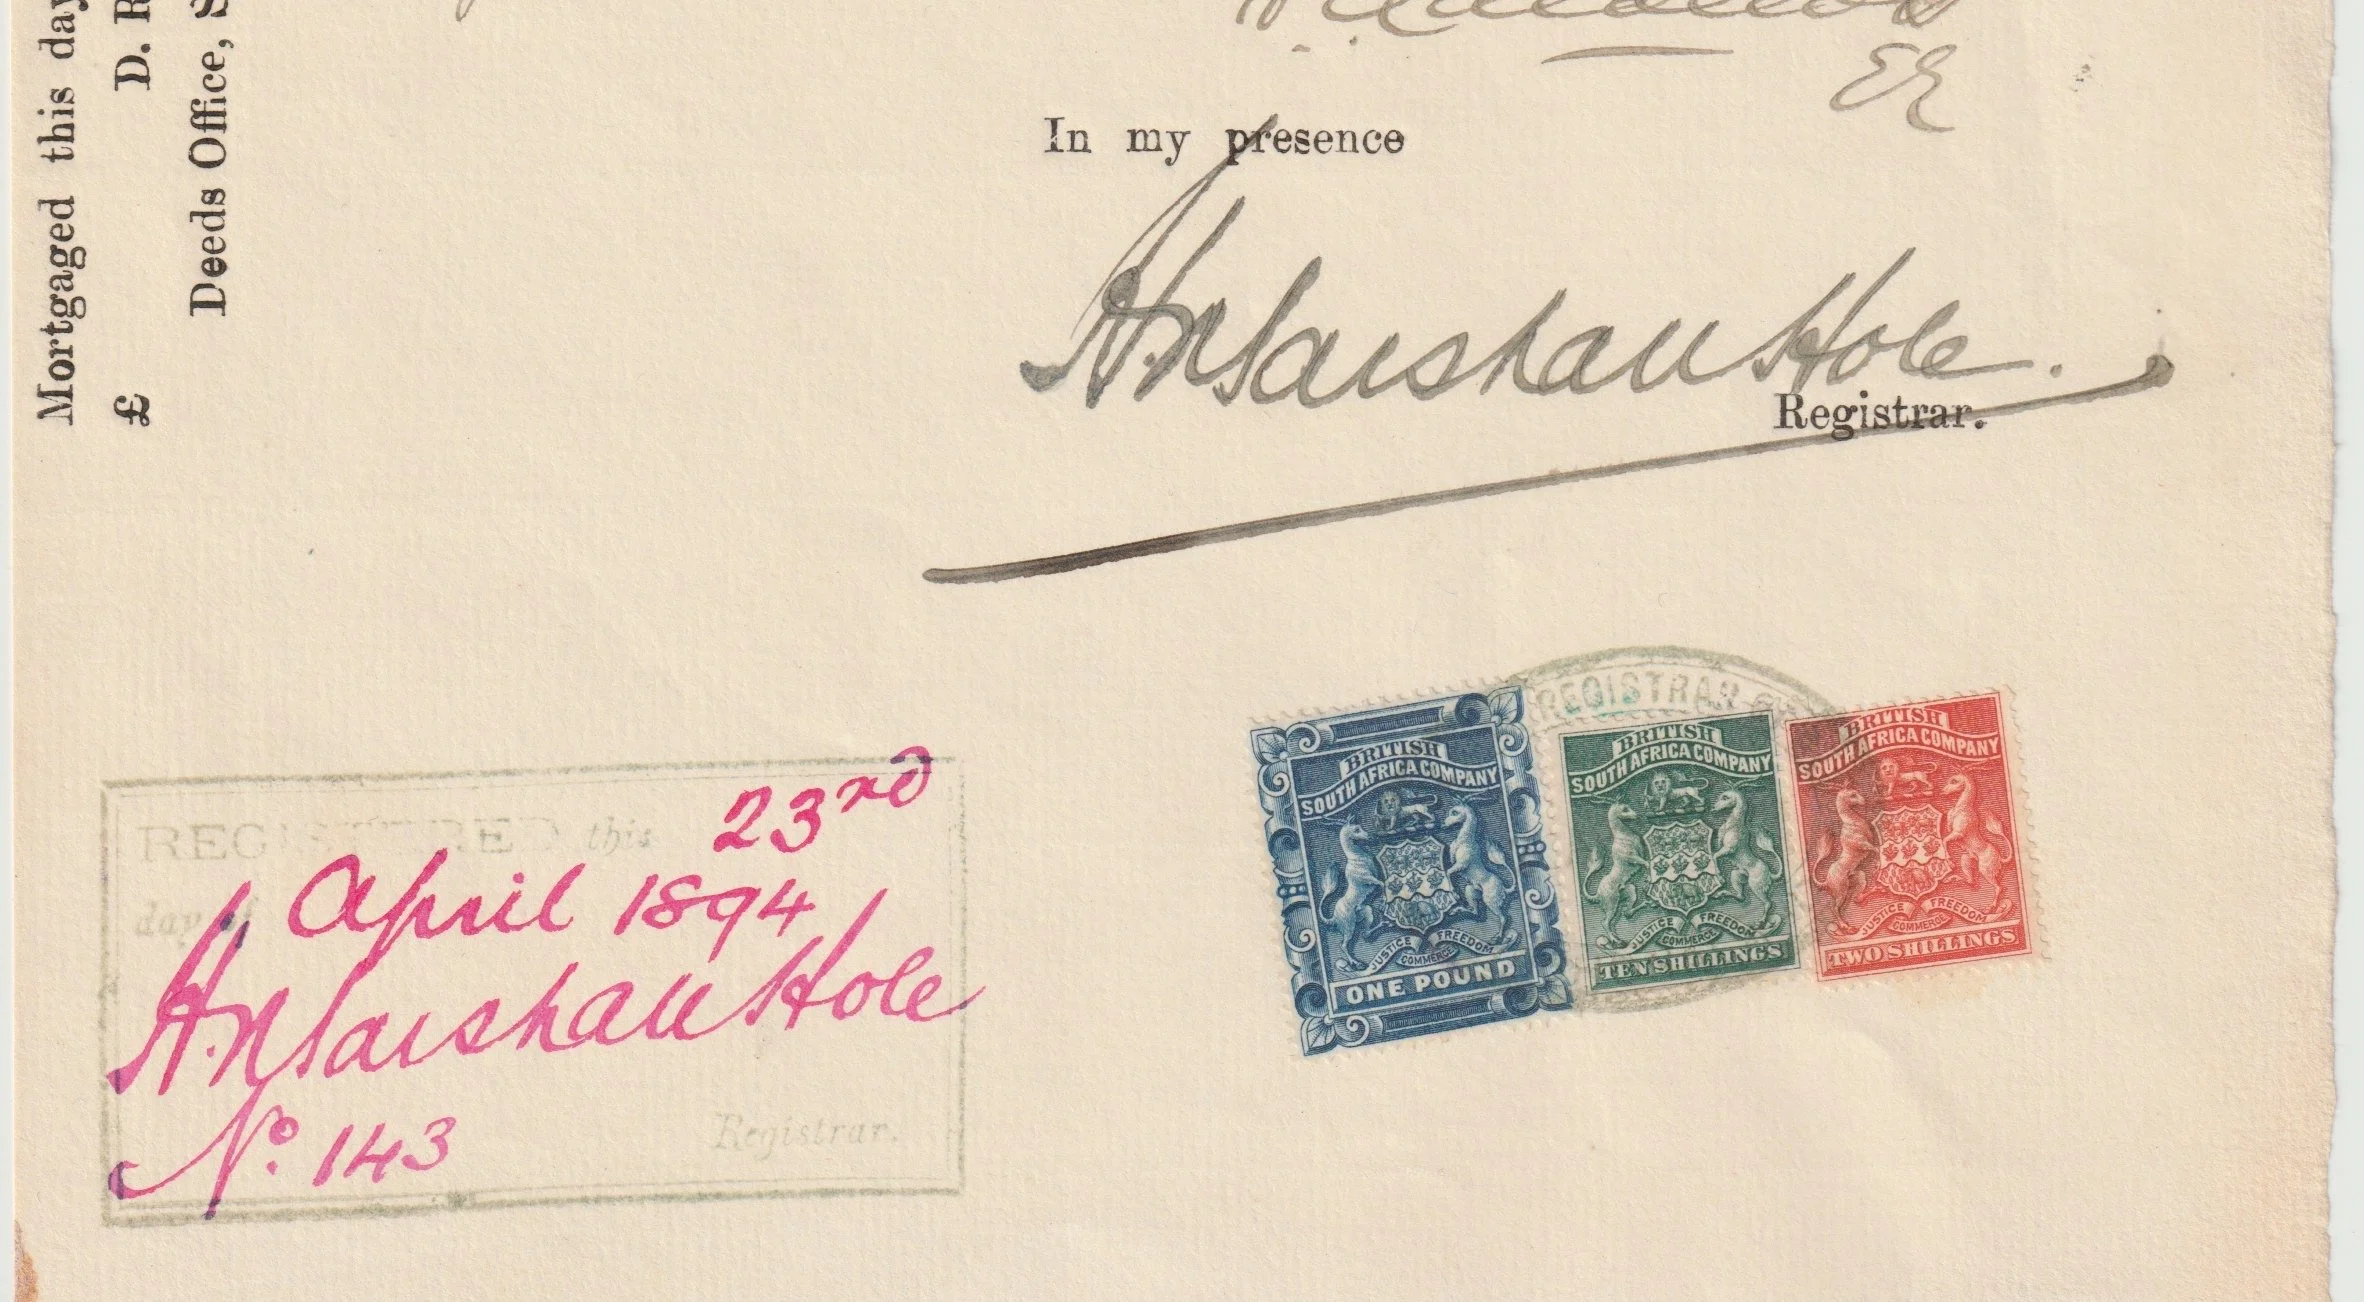 Mortgaged this day
£ D. R
Deeds Office, S
ER
In my presence
H. Marshall Hole.
Registrar.
REGISTERED this 23rd
day of April 1894
H. Marshall Hole
No. 143
Registrar.
REGISTRAR OF
BRITISH
SOUTH AFRICA COMPANY
JUSTICE
COMMERCE
FREEDOM
ONE POUND
BRITISH
SOUTH AFRICA COMPANY
JUSTICE
COMMERCE
FREEDOM
TEN SHILLINGS
BRITISH
SOUTH AFRICA COMPANY
JUSTICE
COMMERCE
FREEDOM
TWO SHILLINGS